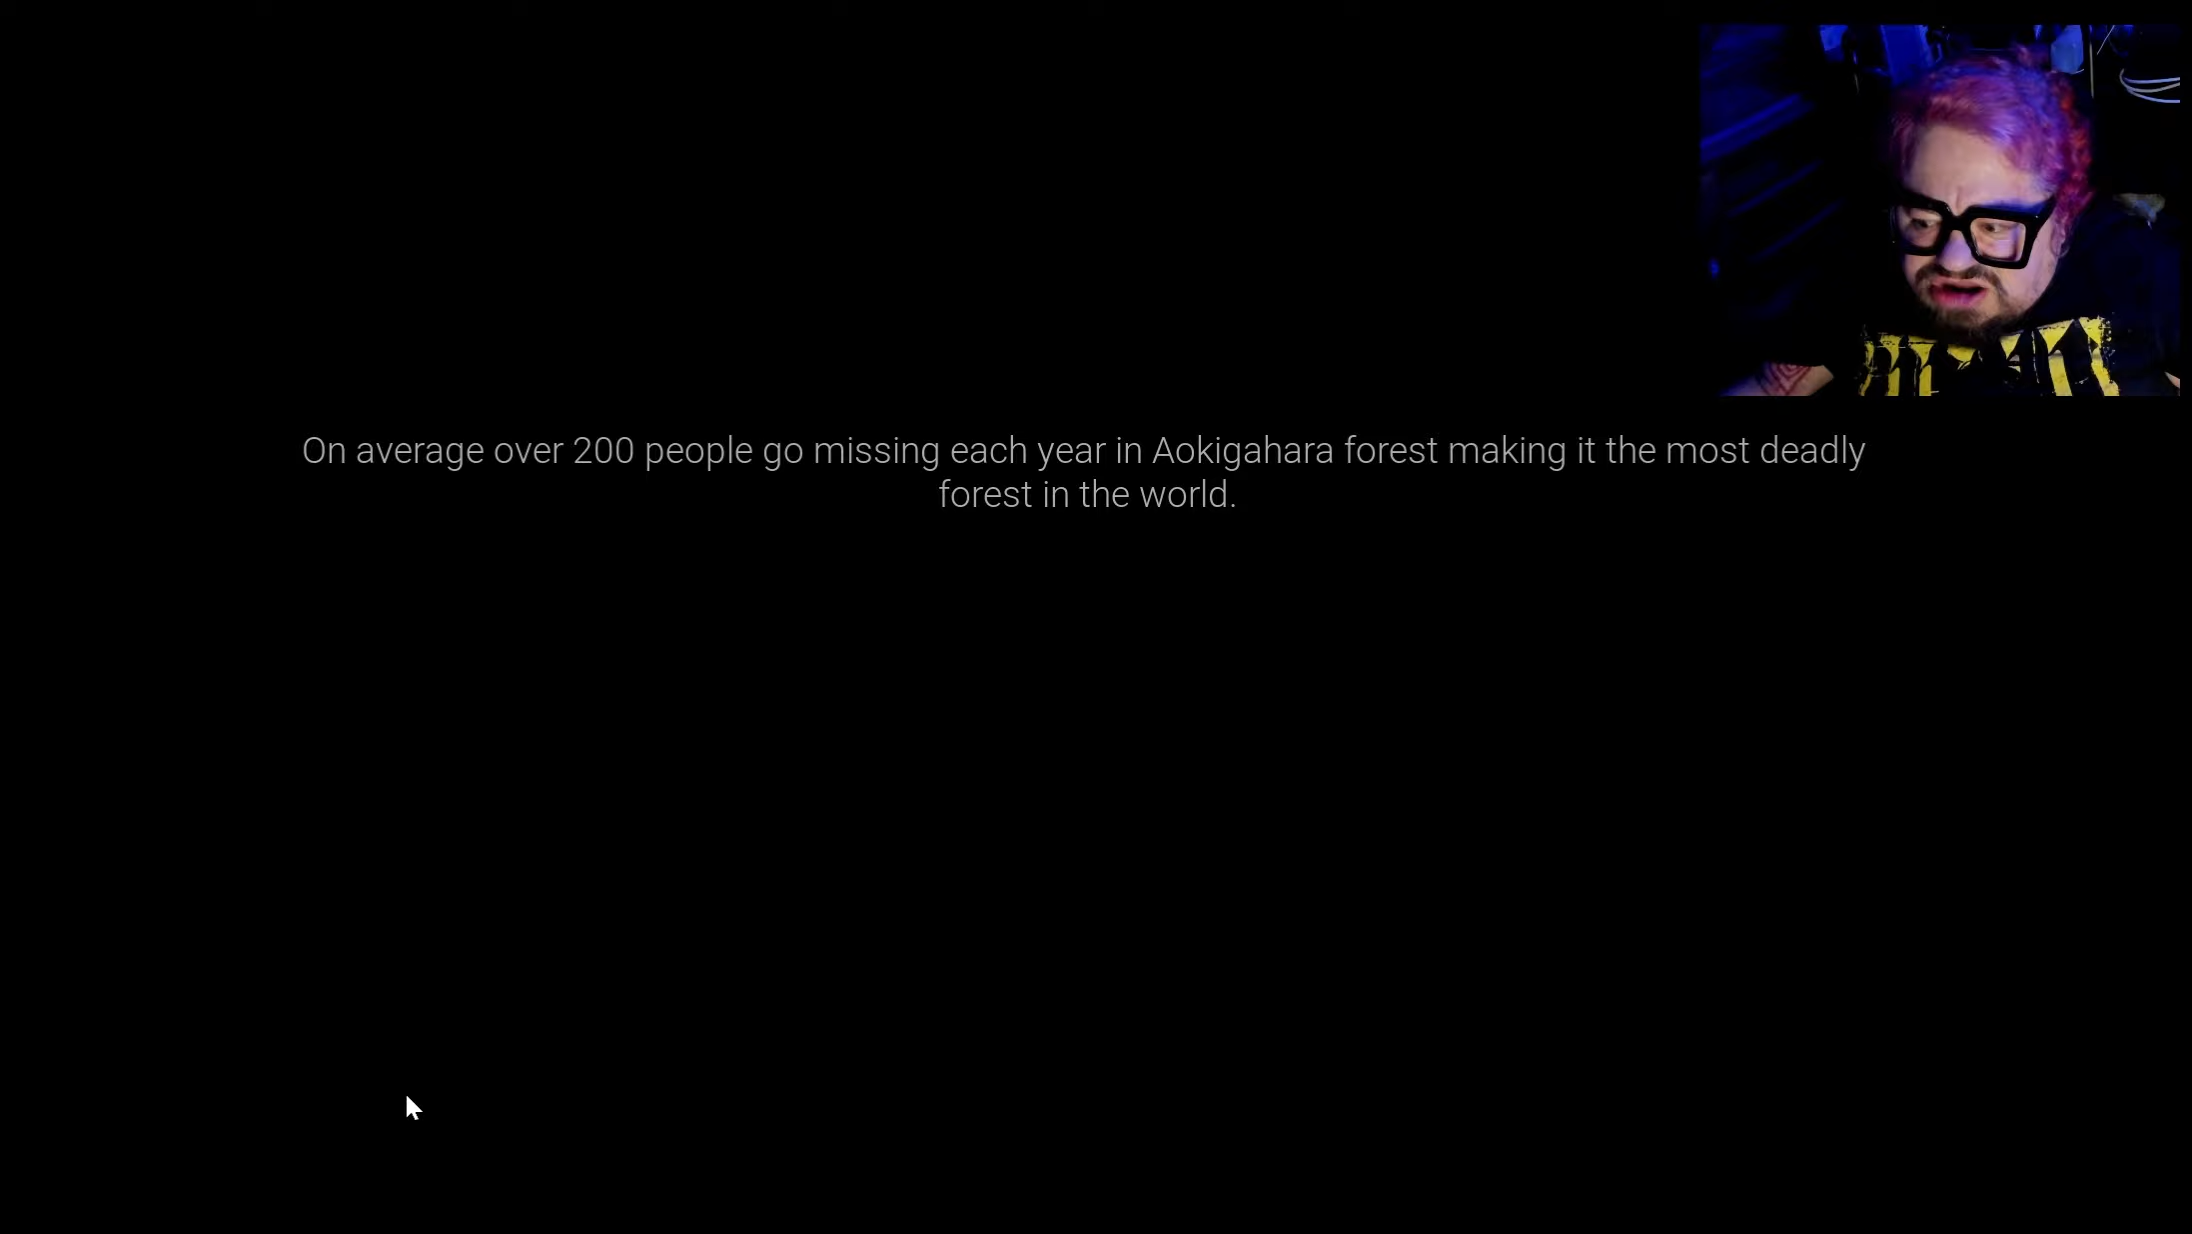 On average over 200 people go missing each year in Aokigahara forest making it the most deadly
forest in the world.